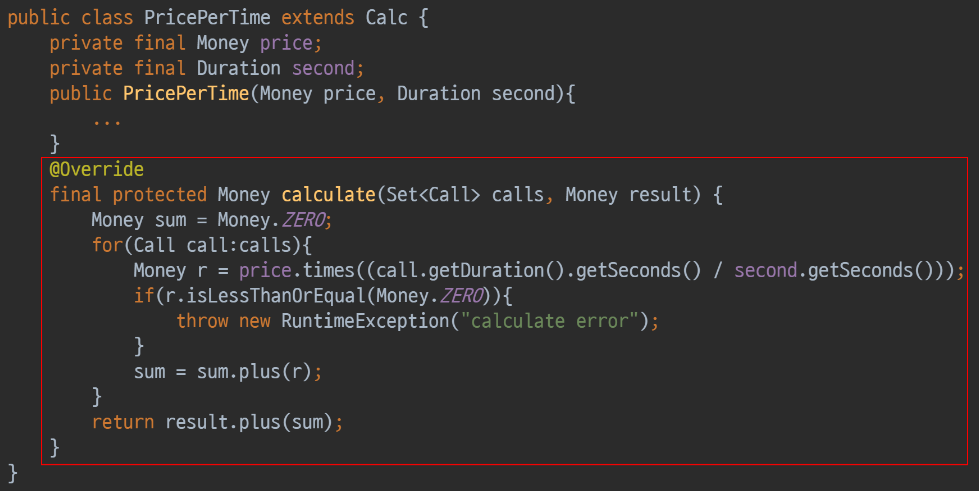 public class PricePerTime extends Calc {
private final Money price;
private final Duration second;
public PricePerTime(Money price, Duration second){
...
}
@Override
final protected Money calculate(Set<Call> calls, Money result) {
Money sum = Money.ZERO;
for(Call call:calls){
Money r = price.times((call.getDuration().getSeconds() / second.getSeconds()));
if(r.isLessThanOrEqual(Money.ZERO)){
throw new RuntimeException("calculate error");
}
sum = sum.plus(r);
}
return result.plus(sum);
}
}